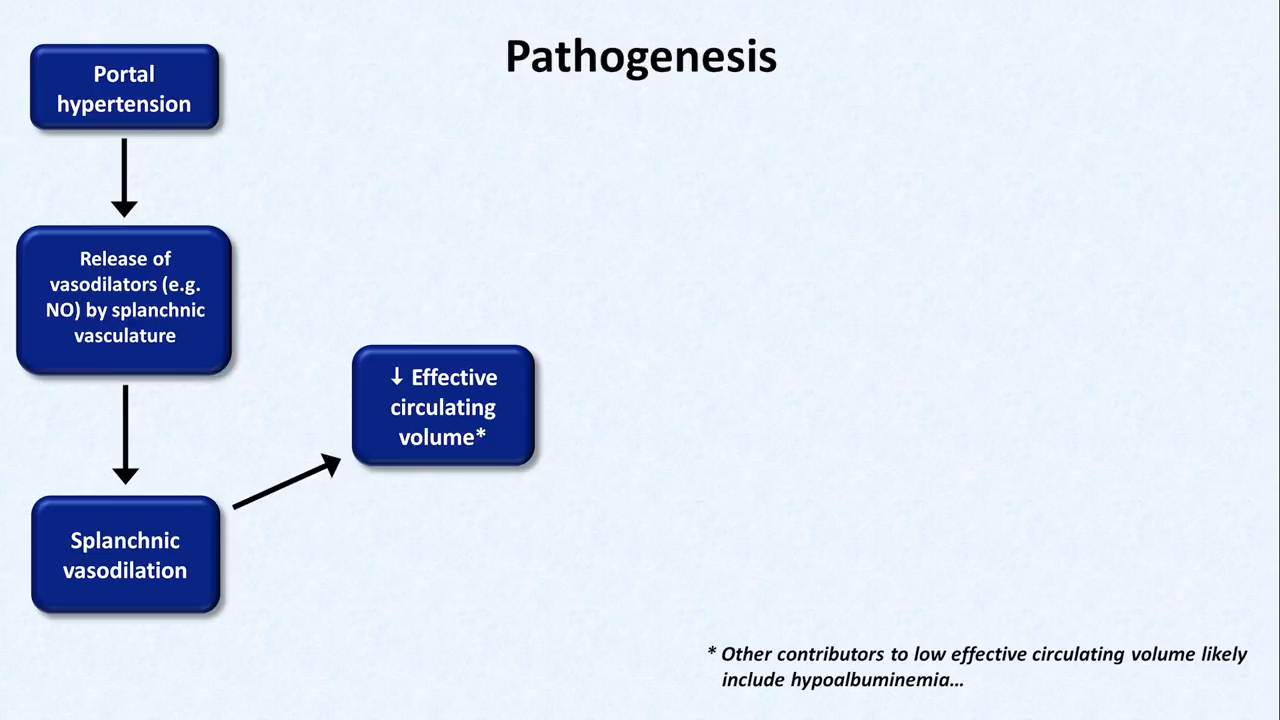 Pathogenesis
Portal
hypertension
Release of
vasodilators (e.g.
NO) by splanchnic
vasculature
Splanchnic
vasodilation
↓ Effective
circulating
volume*
* Other contributors to low effective circulating volume likely
include hypoalbuminemia…